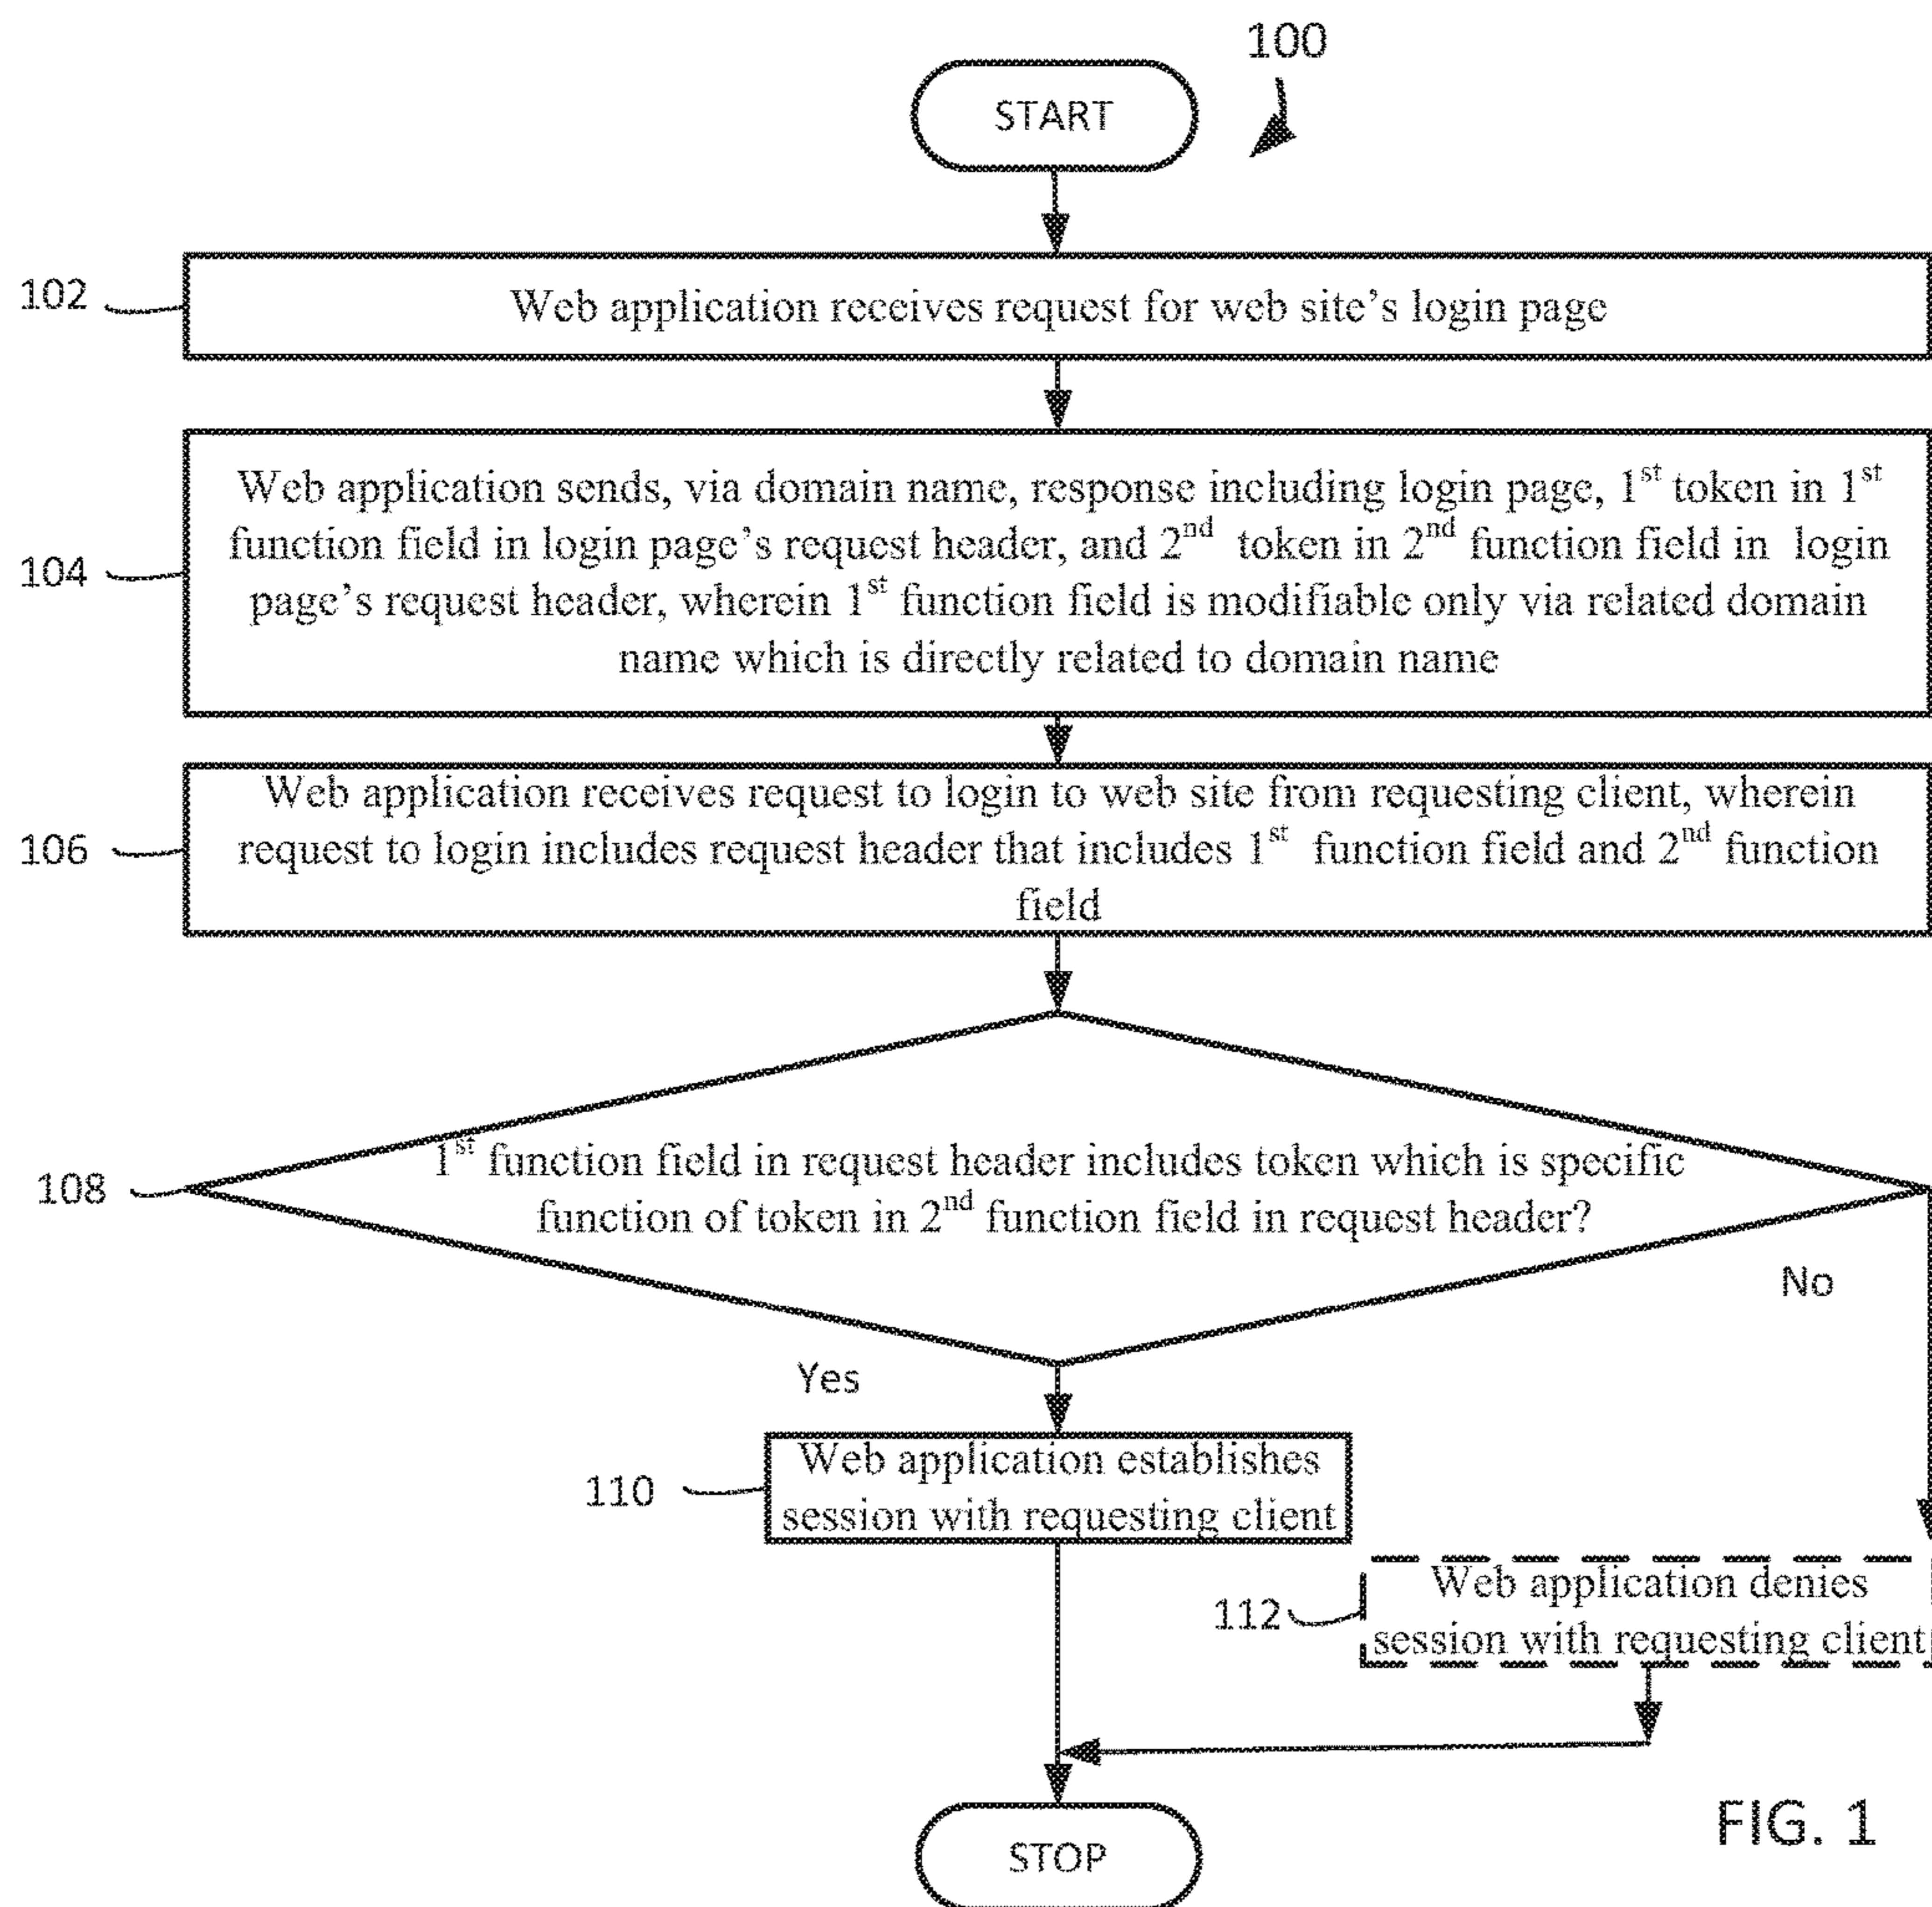 100
START
102
Web application receives request for web site's login page
Web application sends, via domain name, response including login page, 1st token in 1st
function field in login page's request header, and 2nd token in 2nd function field in login
104
page's request header, wherein 1st function field is modifiable only via related domain
name which is directly related to domain name
Web application receives request to login to web site from requesting client, wherein
106
request to login includes request header that includes 1st function field and 2nd function
field
108
1st function field in request header includes token which is specific
function of token in 2nd function field in request header?
No
Yes
110
Web application establishes
session with requesting client
112
Web application denies
session with requesting client
STOP
FIG. 1